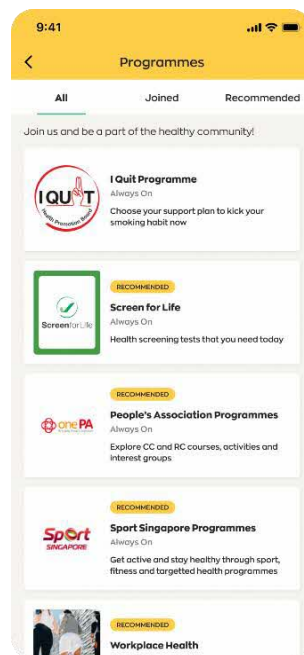 9:41
Programmes
All Joined Recommended
Join us and be a part of the healthy community!
I QUIT
Health Promotion Board
I Quit Programme
Always On
Choose your support plan to kick your
smoking habit now
RECOMMENDED
Screen for Life
Always On
Health screening tests that you need today
ScreenforLife
RECOMMENDED
People's Association Programmes
Always On
Explore CC and RC courses, activities and
interest groups
onePA
RECOMMENDED
Sport Singapore Programmes
Always On
Get active and stay healthy through sport,
fitness and targetted health programmes
Sport
SINGAPORE
RECOMMENDED
Workplace Health